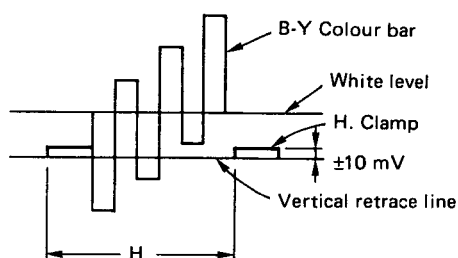 B-Y Colour bar
White level
H. Clamp
±10 mV
Vertical retrace line
H